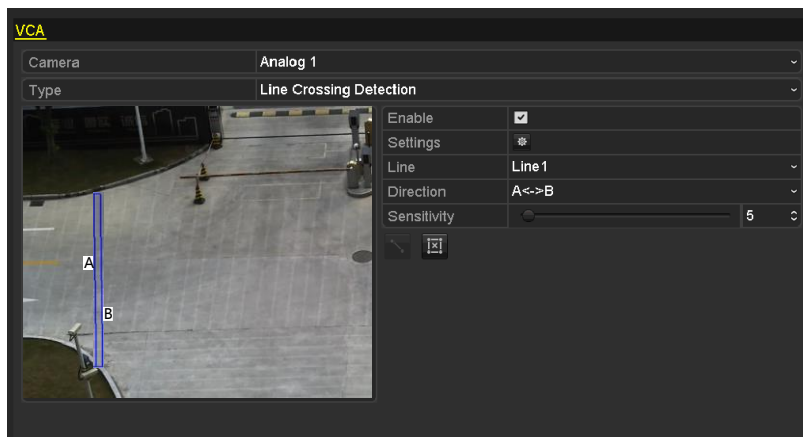 VCA
Camera Analog 1
Type Line Crossing Detection
Enable
Settings
Line Line1
Direction A<->B
Sensitivity 5
A
B